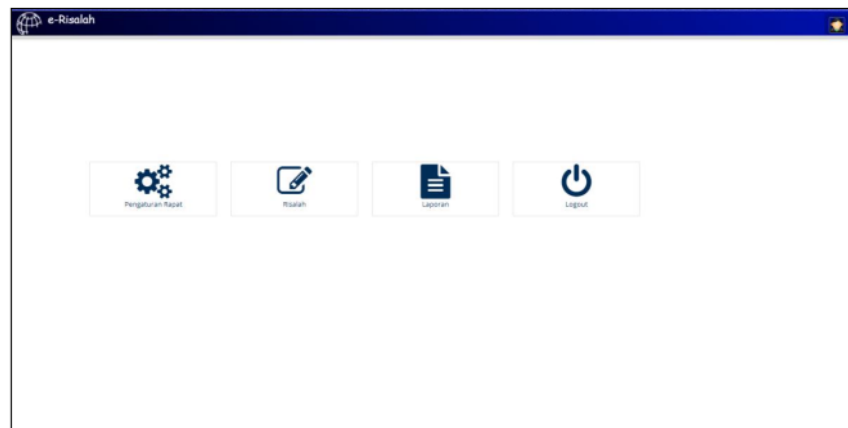 e-Risalah
Pengaturan Rapat
Risalah
Laporan
Logout